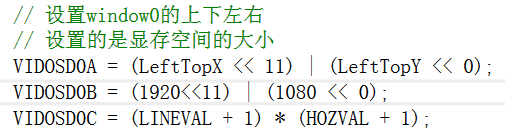 // 设置window0的上下左右
// 设置的是显存空间的大小
VIDOSD0A = (LeftTopX << 11) | (LeftTopY << 0);
VIDOSD0B = (1920<<11) | (1080 << 0);
VIDOSD0C = (LINEVAL + 1) * (HOZVAL + 1);